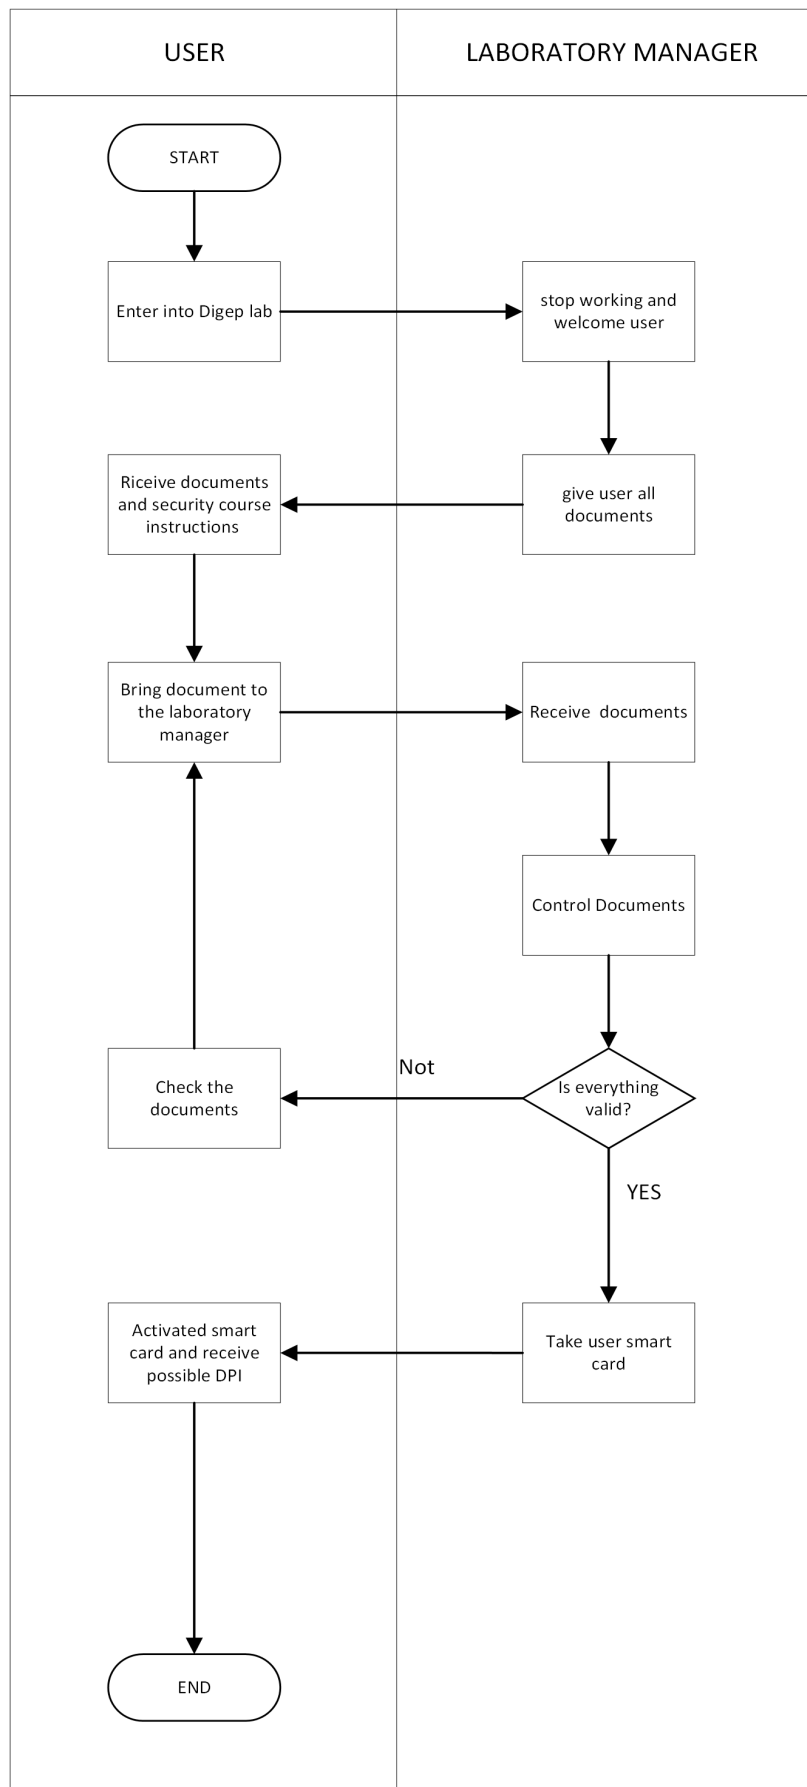 USER
LABORATORY MANAGER
START
Enter into Digep lab
stop working and
welcome user
Riceive documents
and security course
instructions
give user all
documents
Bring document to
the laboratory
manager
Receive  documents
Control Documents
Not
Check the
documents
Is everything
valid?
YES
Activated smart
card and receive
possible DPI
Take user smart
card
END